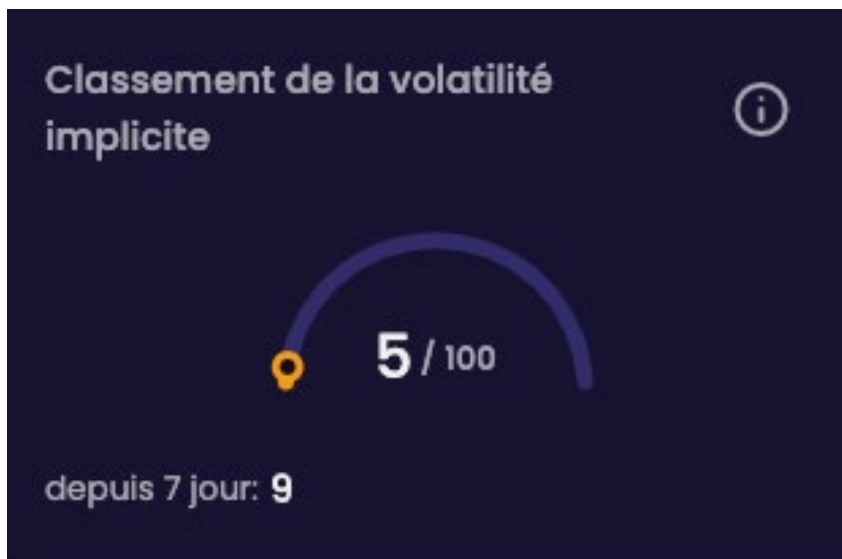 Classement de la volatilité
implicite
5 / 100
depuis 7 jour: 9